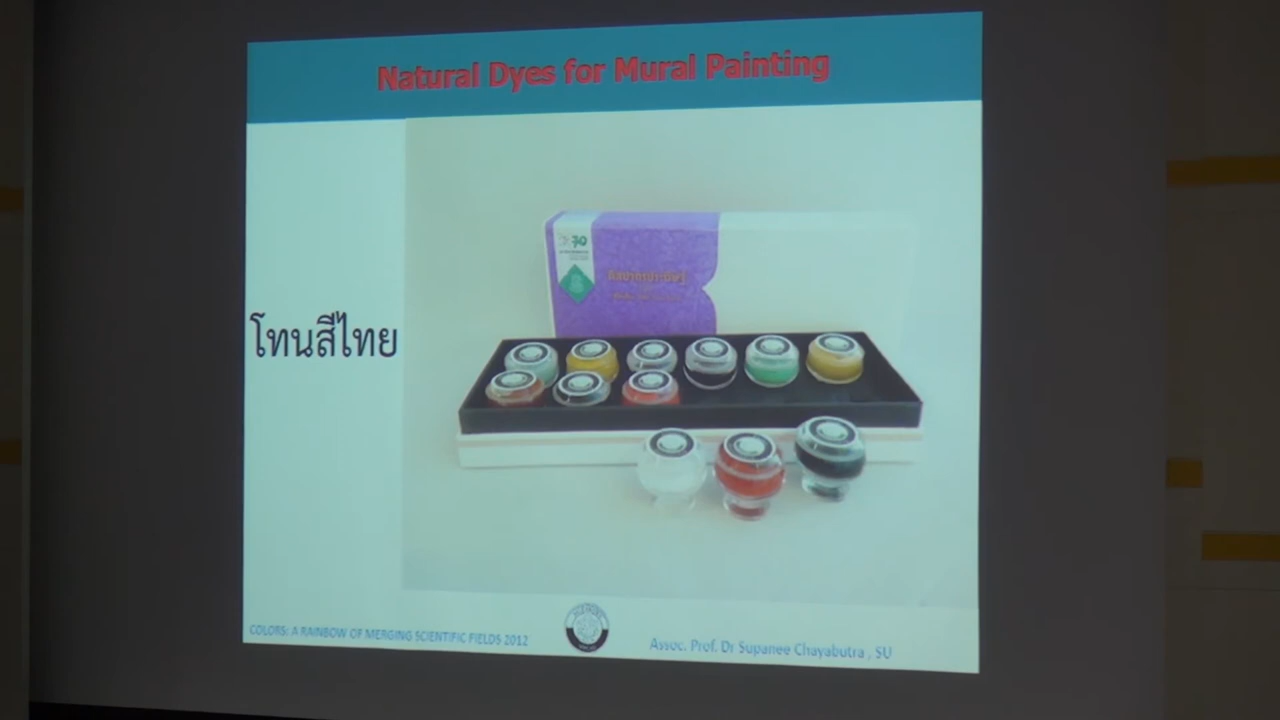 Natural Dyes for Mural Painting
70
โทนสีไทย
COLORS: A RAINBOW OF MERGING SCIENTIFIC FIELDS 2012
Assoc. Prof. Dr Supanee Chayabutra , SU